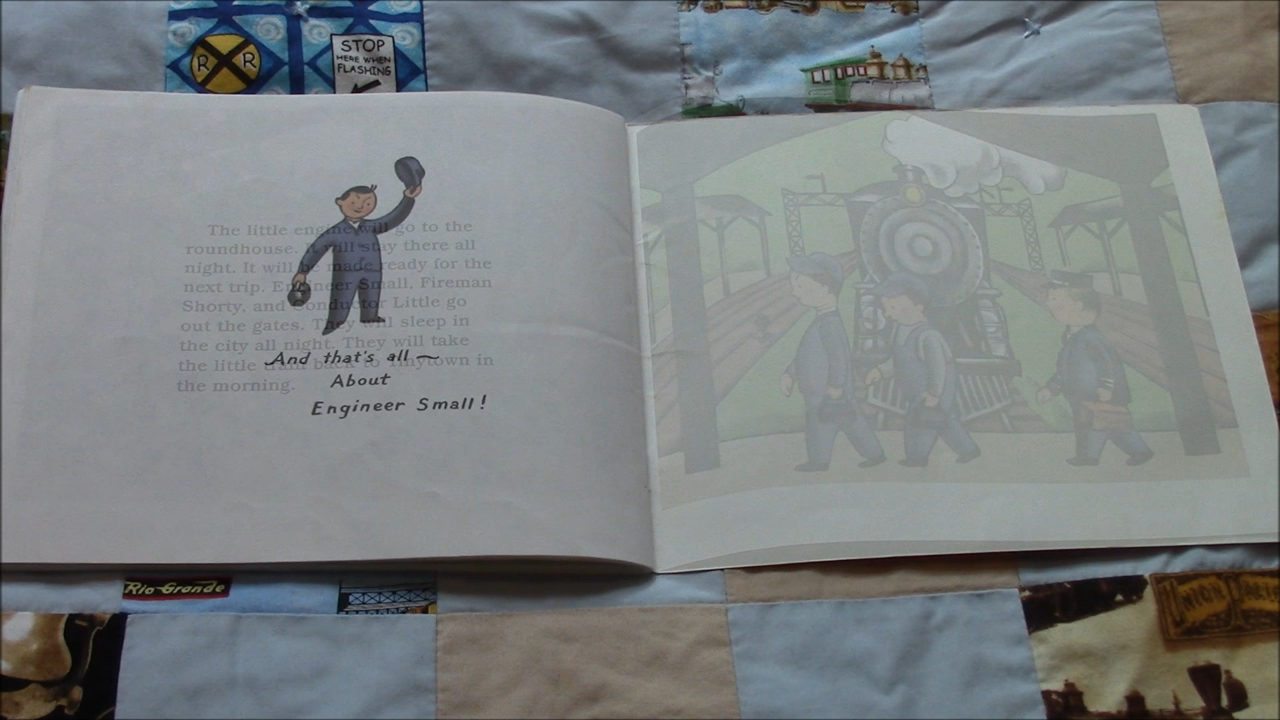 R R
STOP
HERE WHEN
FLASHING
The little engine will go to the
roundhouse. It will stay there all
night. It will be made ready for the
next trip. Engineer Small, Fireman
Shorty, and Conductor Little go
out the gates. They will sleep in
the city all night. They will take
the little train back to Tinytown in
the morning.
And that's all ~
About
Engineer Small!
Rio Grande
UNION PACIFIC